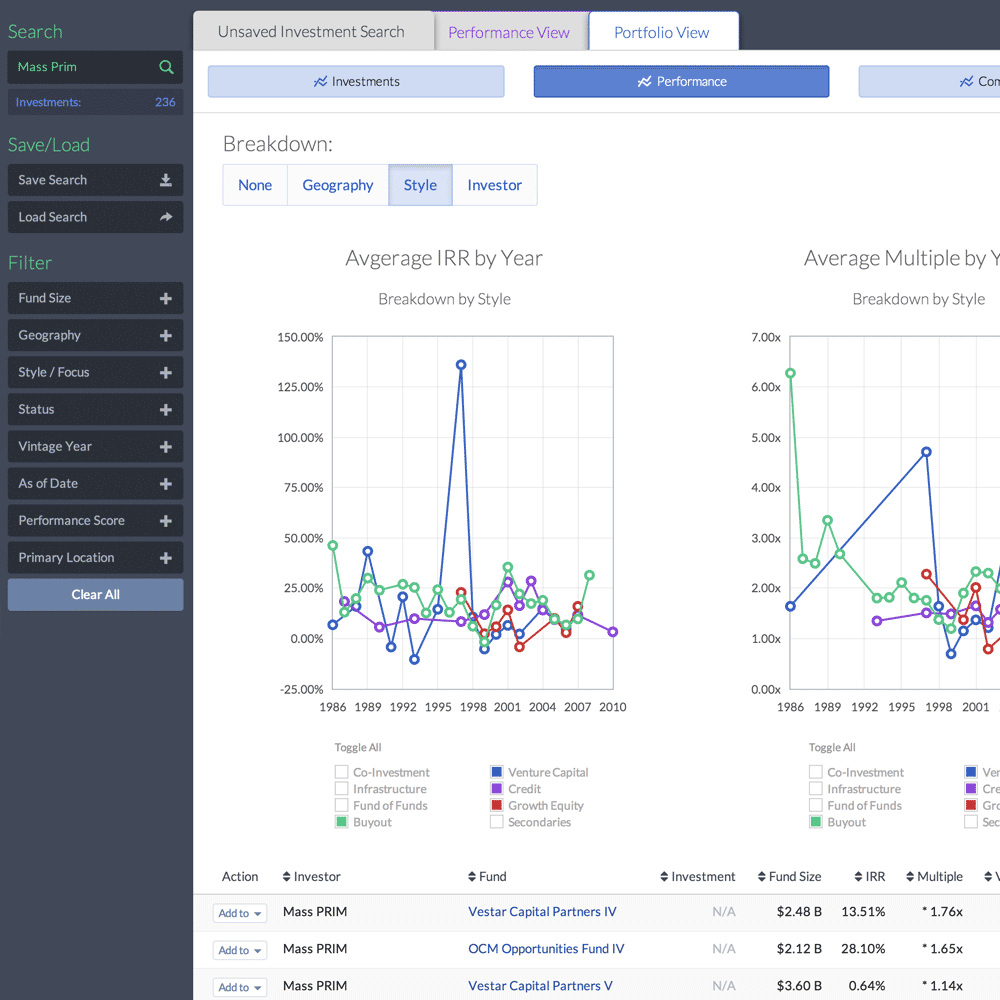 Search
Mass Prim
Investments: 236
Save/Load
Save Search
Load Search
Filter
Fund Size
Geography
Style / Focus
Status
Vintage Year
As of Date
Performance Score
Primary Location
Clear All
Unsaved Investment Search Performance View Portfolio View
Investments Performance Com
Breakdown:
None Geography Style Investor
Avgerage IRR by Year
Breakdown by Style
150.00%
125.00%
100.00%
75.00%
50.00%
25.00%
0.00%
-25.00%
1986 1989 1992 1995 1998 2001 2004 2007 2010
Toggle All
Co-Investment Venture Capital
Infrastructure Credit
Fund of Funds Growth Equity
Buyout Secondaries
Average Multiple by Y
Breakdown by Style
7.00x
6.00x
5.00x
4.00x
3.00x
2.00x
1.00x
0.00x
1986 1989 1992 1995 1998 2001
Toggle All
Co-Investment Ven
Infrastructure Cre
Fund of Funds Gro
Buyout Sec
Action Investor Fund Investment Fund Size IRR Multiple V
Add to Mass PRIM Vestar Capital Partners IV N/A $2.48 B 13.51% * 1.76x
Add to Mass PRIM OCM Opportunities Fund IV N/A $2.12 B 28.10% * 1.65x
Add to Mass PRIM Vestar Capital Partners V N/A $3.60 B 0.64% * 1.14x